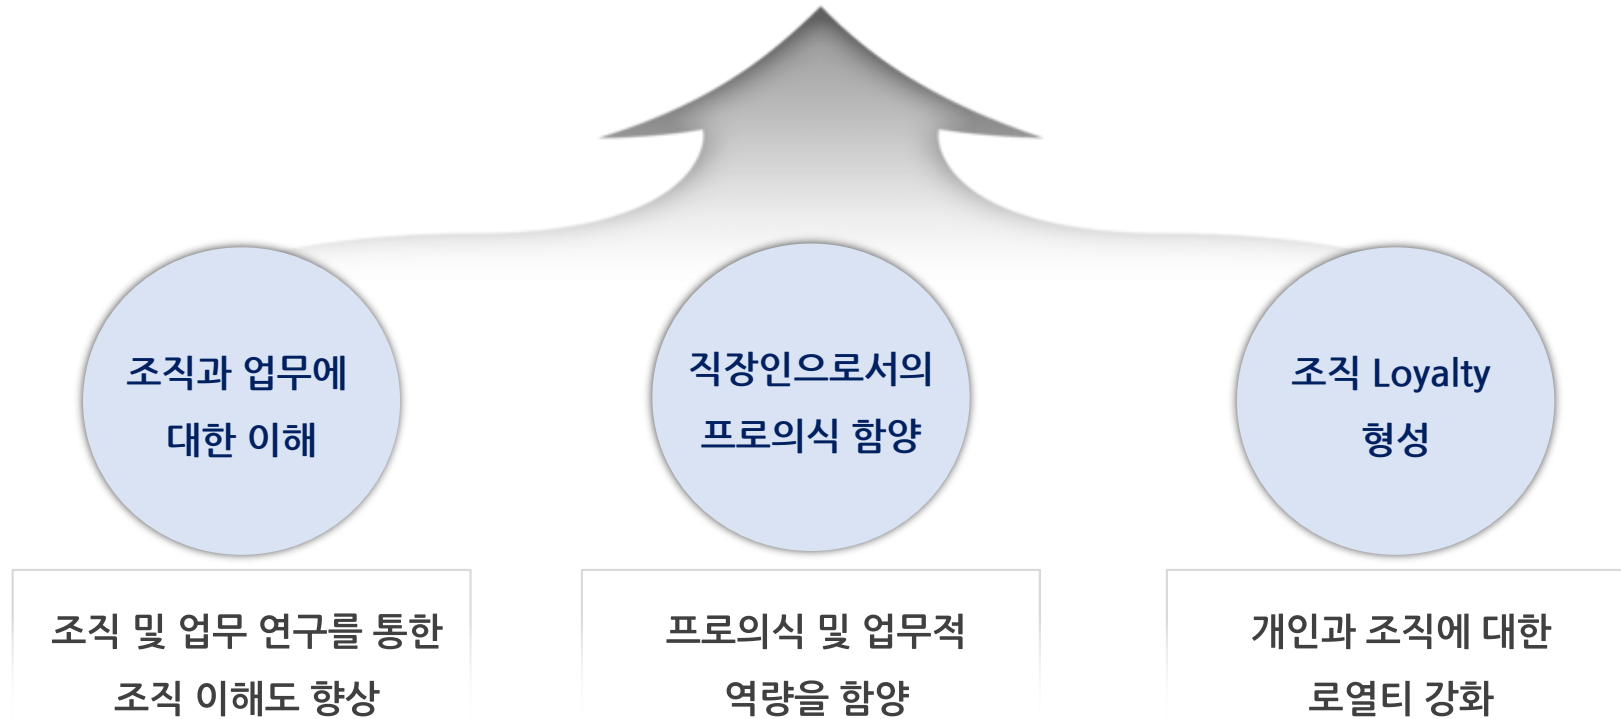 조직과 업무에
대한 이해
직장인으로서의
프로의식 함양
조직 Loyalty
형성
조직 및 업무 연구를 통한
조직 이해도 향상
프로의식 및 업무적
역량을 함양
개인과 조직에 대한
로열티 강화